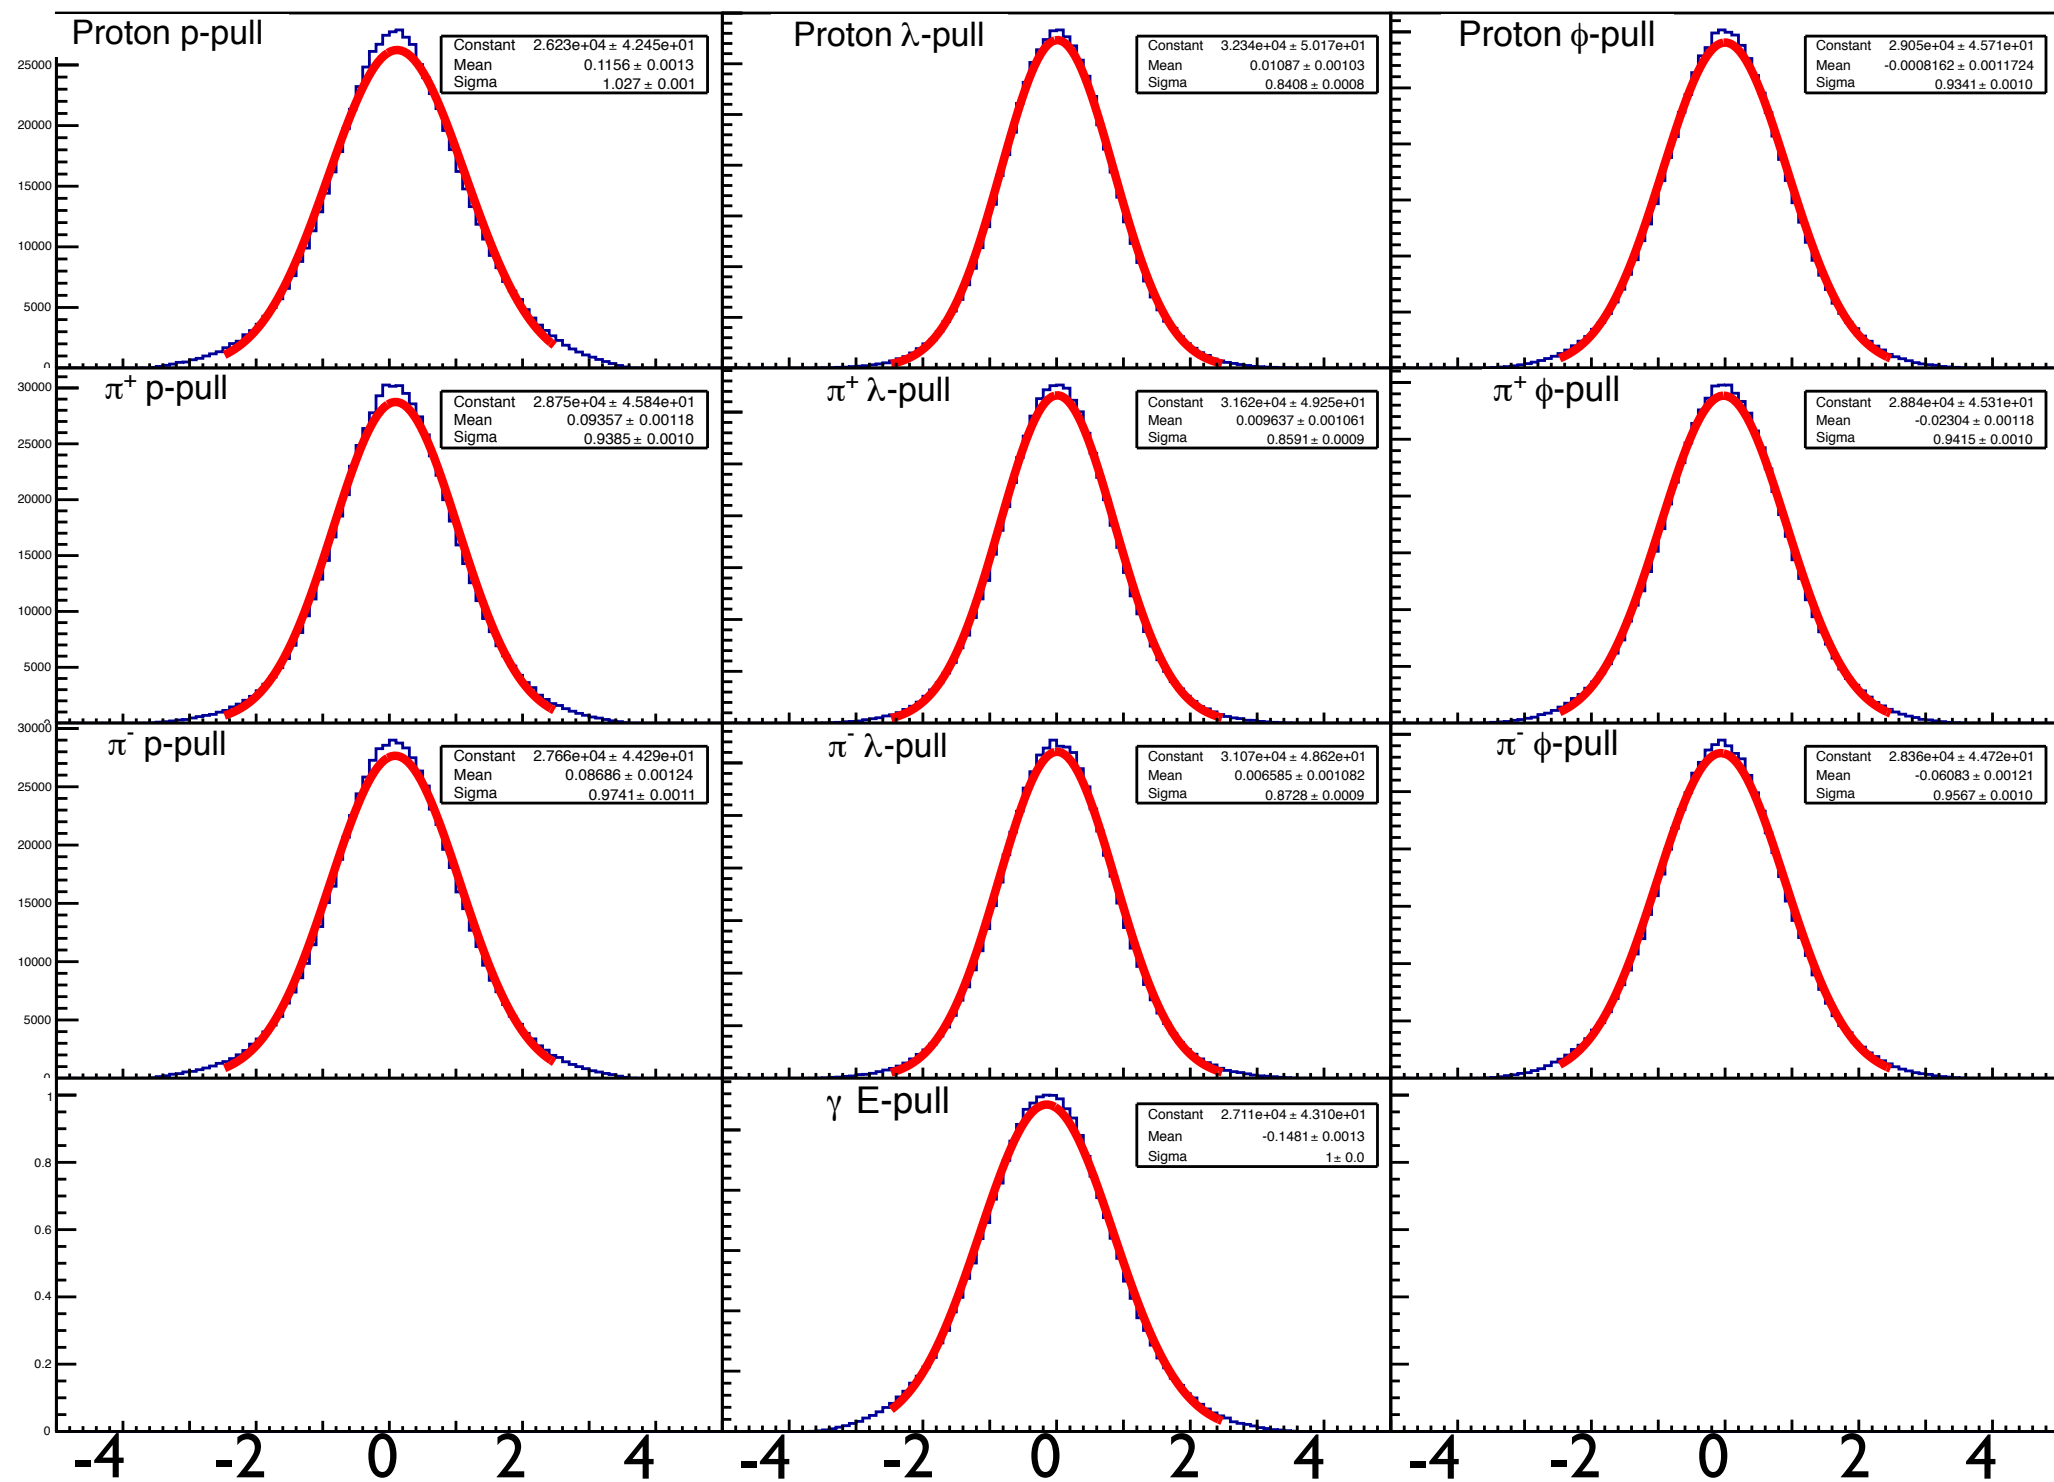 Proton p-pull
Constant 2.623e+04 ± 4.245e+01
Mean 0.1156 ± 0.0013
Sigma 1.027 ± 0.001
25000
20000
15000
10000
5000
0
Proton λ-pull
Constant 3.234e+04 ± 5.017e+01
Mean 0.01087 ± 0.00103
Sigma 0.8408 ± 0.0008
Proton ϕ-pull
Constant 2.905e+04 ± 4.571e+01
Mean -0.0008162 ± 0.0011724
Sigma 0.9341 ± 0.0010
π⁺ p-pull
Constant 2.875e+04 ± 4.584e+01
Mean 0.09357 ± 0.00118
Sigma 0.9385 ± 0.0010
30000
25000
20000
15000
10000
5000
0
π⁺ λ-pull
Constant 3.162e+04 ± 4.925e+01
Mean 0.009637 ± 0.001061
Sigma 0.8591 ± 0.0009
π⁺ ϕ-pull
Constant 2.884e+04 ± 4.531e+01
Mean -0.02304 ± 0.00118
Sigma 0.9415 ± 0.0010
π⁻ p-pull
Constant 2.766e+04 ± 4.429e+01
Mean 0.08686 ± 0.00124
Sigma 0.9741 ± 0.0011
30000
25000
20000
15000
10000
5000
0
π⁻ λ-pull
Constant 3.107e+04 ± 4.862e+01
Mean 0.006585 ± 0.001082
Sigma 0.8728 ± 0.0009
π⁻ ϕ-pull
Constant 2.836e+04 ± 4.472e+01
Mean -0.06083 ± 0.00121
Sigma 0.9567 ± 0.0010
1
0.8
0.6
0.4
0.2
0
γ E-pull
Constant 2.711e+04 ± 4.310e+01
Mean -0.1481 ± 0.0013
Sigma 1 ± 0.0
-4 -2 0 2 4 -4 -2 0 2 4 -4 -2 0 2 4